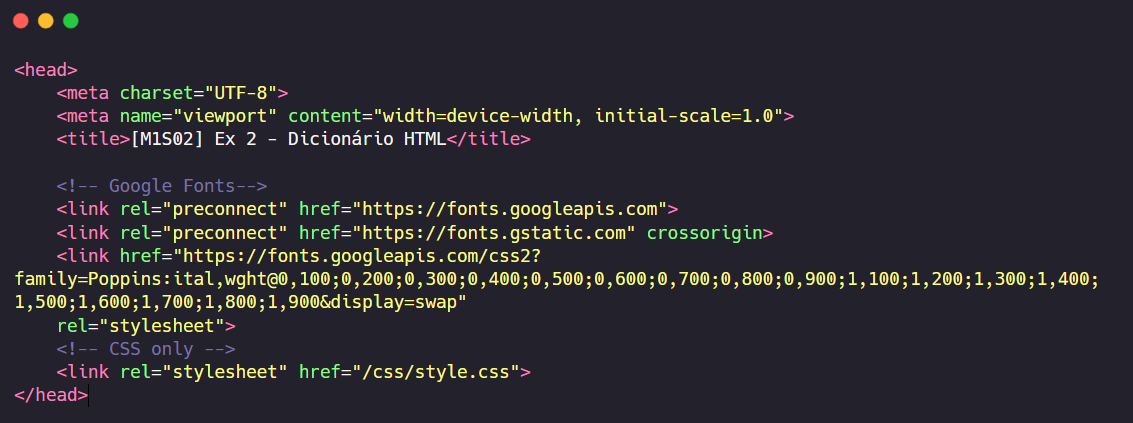 <head>
    <meta charset="UTF-8">
    <meta name="viewport" content="width=device-width, initial-scale=1.0">
    <title>[M1S02] Ex 2 - Dicionário HTML</title>

    <!-- Google Fonts-->
    <link rel="preconnect" href="https://fonts.googleapis.com">
    <link rel="preconnect" href="https://fonts.gstatic.com" crossorigin>
    <link href="https://fonts.googleapis.com/css2?
family=Poppins:ital,wght@0,100;0,200;0,300;0,400;0,500;0,600;0,700;0,800;0,900;1,100;1,200;1,300;1,400;
1,500;1,600;1,700;1,800;1,900&display=swap"
    rel="stylesheet">
    <!-- CSS only -->
    <link rel="stylesheet" href="/css/style.css">
</head>